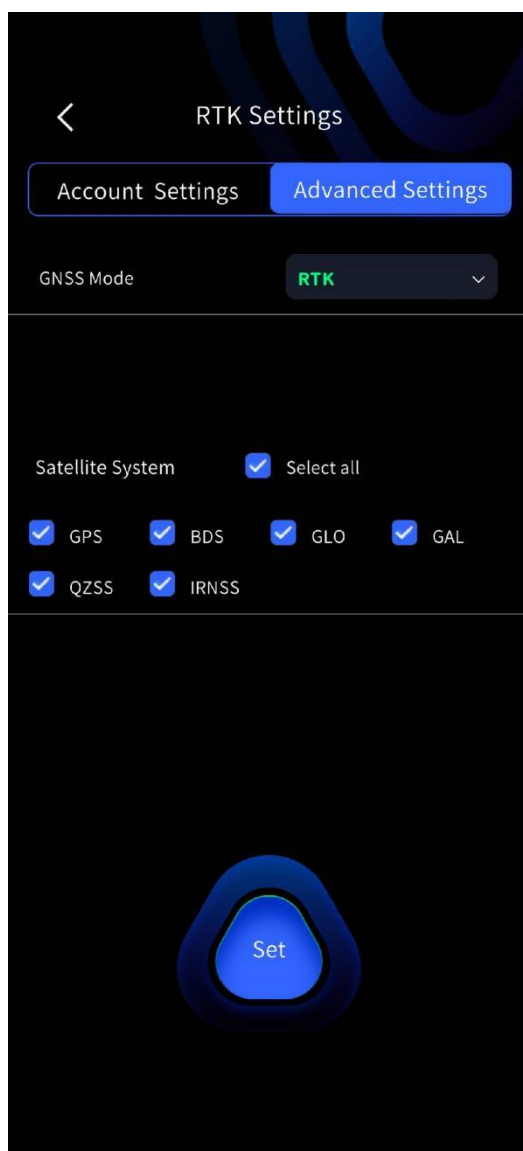 RTK Settings
Account Settings Advanced Settings
GNSS Mode RTK
Satellite System Select all
GPS BDS GLO GAL
QZSS IRNSS
Set